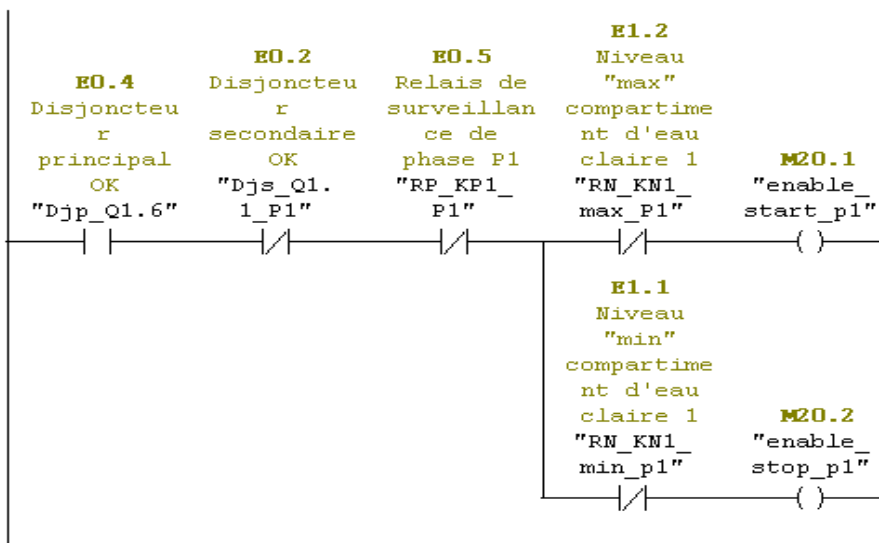 E0.4
Disjoncteu
r
principal
OK
"Djp_Q1.6"
E0.2
Disjoncteu
r
secondaire
OK
"Djs_Q1.
1_P1"
E0.5
Relais de
surveillan
ce de
phase P1
"RP_KP1_
P1"
E1.2
Niveau
"max"
compartime
nt d'eau
claire 1
"RN_KN1_
max_P1"
M20.1
"enable_
start_p1"
E1.1
Niveau
"min"
compartime
nt d'eau
claire 1
"RN_KN1_
min_p1"
M20.2
"enable_
stop_p1"